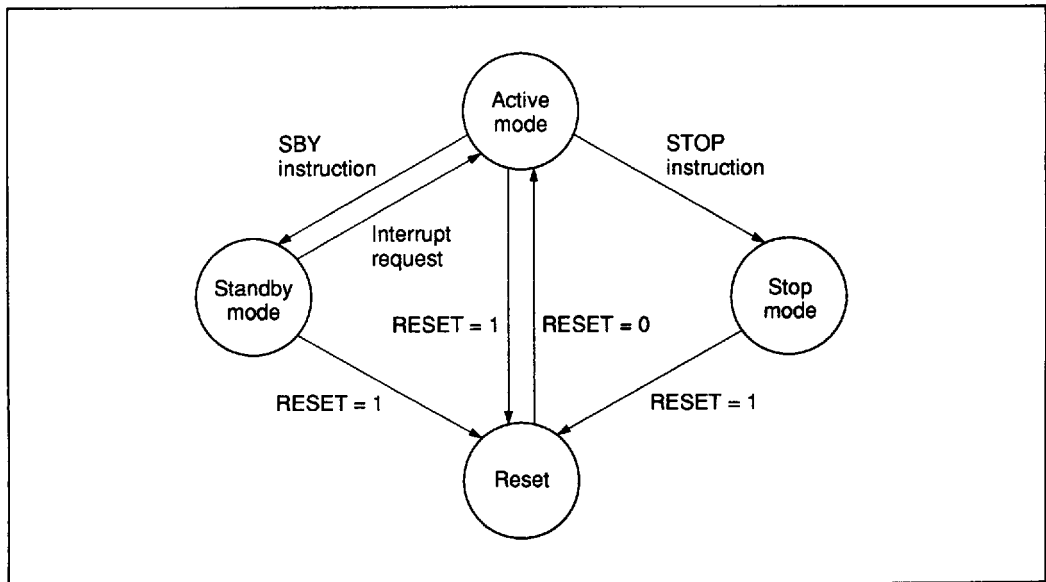 Active
mode
SBY
instruction
STOP
instruction
Interrupt
request
Standby
mode
Stop
mode
RESET = 1
RESET = 0
RESET = 1
RESET = 1
Reset